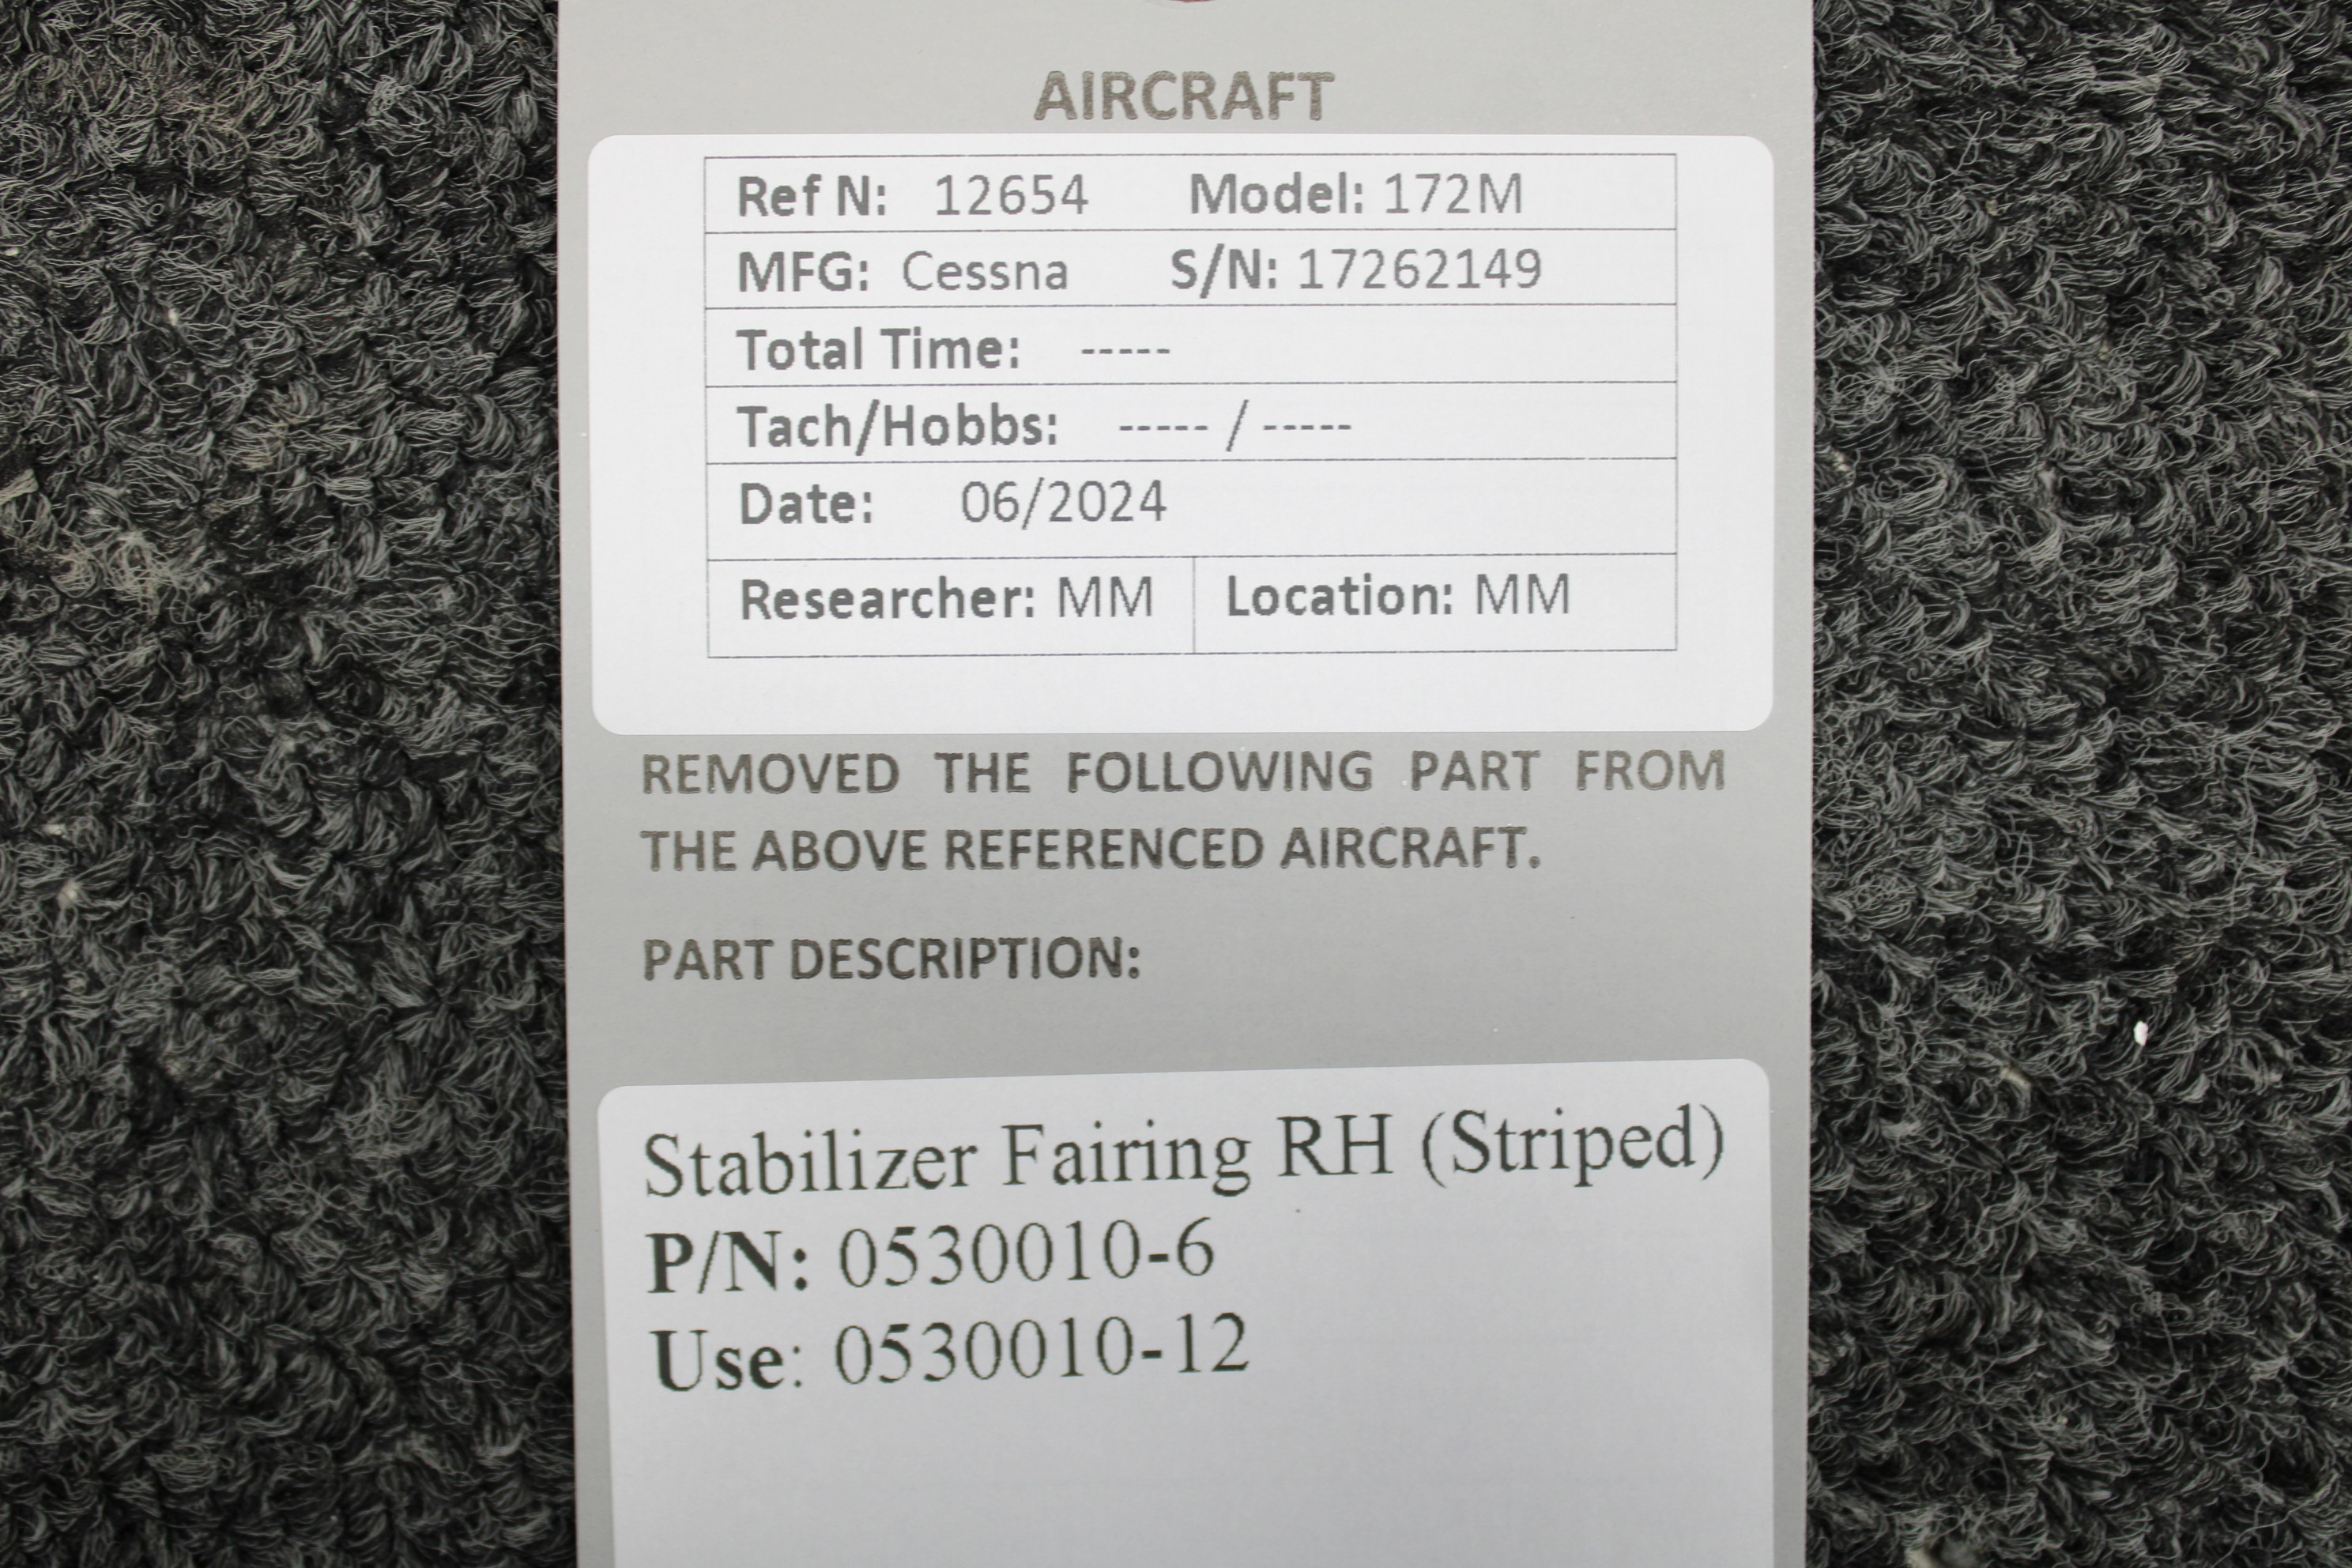 AIRCRAFT
Ref N: 12654 Model: 172M
MFG: Cessna S/N: 17262149
Total Time: -----
Tach/Hobbs: ----- / -----
Date: 06/2024
Researcher: MM Location: MM
REMOVED THE FOLLOWING PART FROM
THE ABOVE REFERENCED AIRCRAFT.
PART DESCRIPTION:
Stabilizer Fairing RH (Striped)
P/N: 0530010-6
Use: 0530010-12